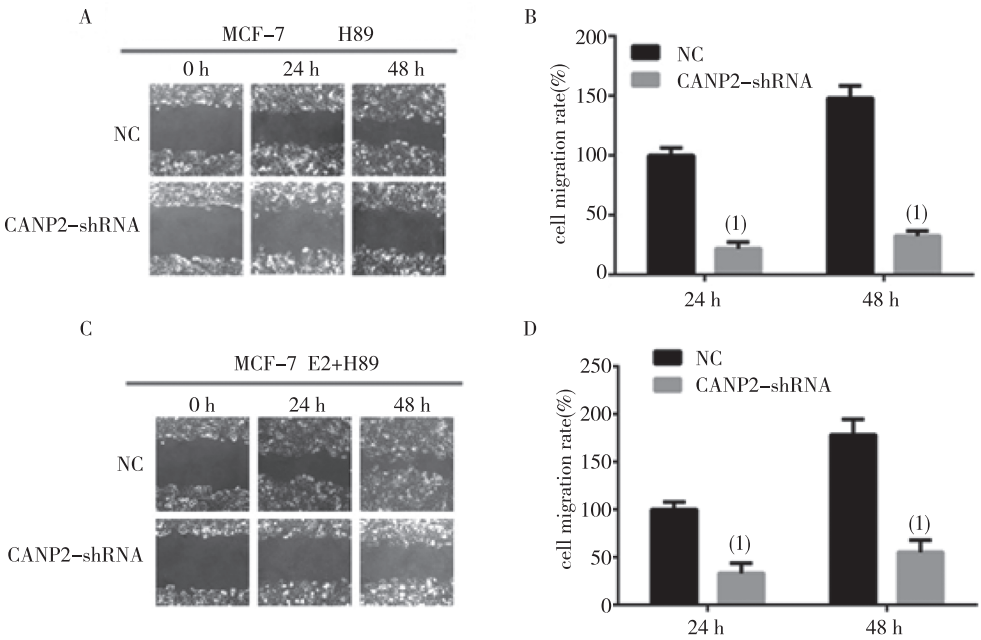 A
MCF-7 H89
0 h 24 h 48 h
NC
CANP2-shRNA
B
200
150
100
50
0
cell migration rate(%)
NC
CANP2-shRNA
(1)
(1)
24 h 48 h
C
MCF-7 E2+H89
0 h 24 h 48 h
NC
CANP2-shRNA
D
250
200
150
100
50
0
cell migration rate(%)
NC
CANP2-shRNA
(1)
(1)
24 h 48 h